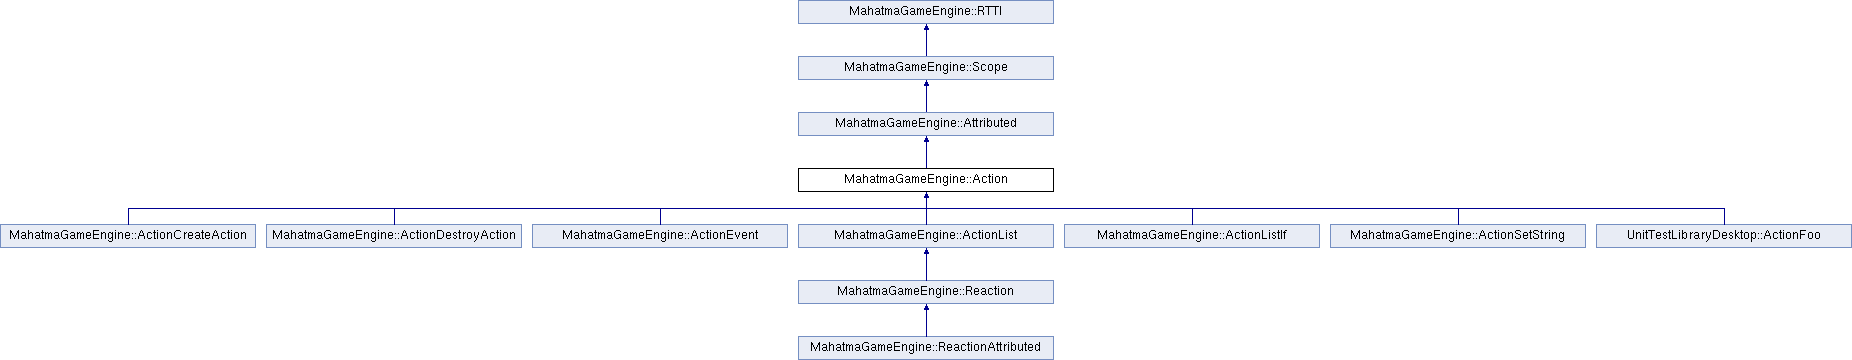 MahatmaGameEngine::RTTI
MahatmaGameEngine::Scope
MahatmaGameEngine::Attributed
MahatmaGameEngine::Action
MahatmaGameEngine::ActionCreateAction
MahatmaGameEngine::ActionDestroyAction
MahatmaGameEngine::ActionEvent
MahatmaGameEngine::ActionList
MahatmaGameEngine::ActionListIf
MahatmaGameEngine::ActionSetString
UnitTestLibraryDesktop::ActionFoo
MahatmaGameEngine::Reaction
MahatmaGameEngine::ReactionAttributed